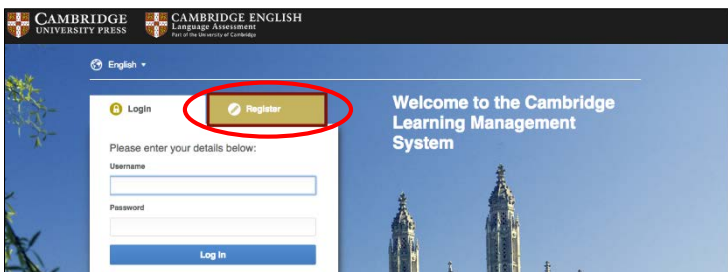 CAMBRIDGE
UNIVERSITY PRESS
CAMBRIDGE ENGLISH
Language Assessment
Part of the University of Cambridge
English
Login
Register
Welcome to the Cambridge
Learning Management
System
Please enter your details below:
Username
Password
Log in